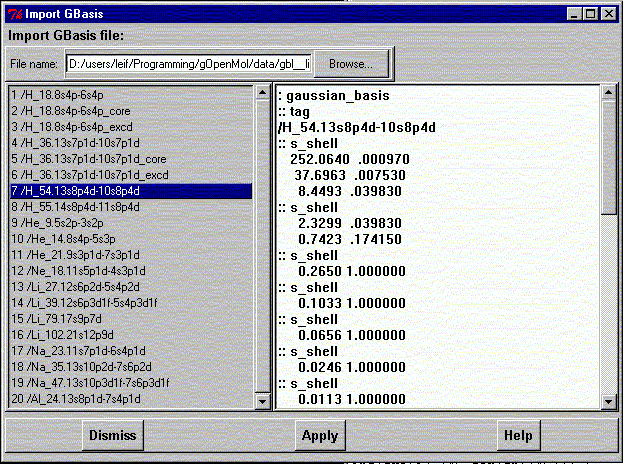 Import GBasis
Import GBasis file:
File name: D:/users/leif/Programming/gOpenMol/data/gbl__li Browse...
1 /H_18.8s4p-6s4p
2 /H_18.8s4p-6s4p_core
3 /H_18.8s4p-6s4p_excd
4 /H_36.13s7p1d-10s7p1d
5 /H_36.13s7p1d-10s7p1d_core
6 /H_36.13s7p1d-10s7p1d_excd
7 /H_54.13s8p4d-10s8p4d
8 /H_55.14s8p4d-11s8p4d
9 /He_9.5s2p-3s2p
10 /He_14.8s4p-5s3p
11 /He_21.9s3p1d-7s3p1d
12 /Ne_18.11s5p1d-4s3p1d
13 /Li_27.12s6p2d-5s4p2d
14 /Li_39.12s6p3d1f-5s4p3d1f
15 /Li_79.17s9p7d
16 /Li_102.21s12p9d
17 /Na_23.11s7p1d-6s4p1d
18 /Na_35.13s10p2d-7s6p2d
19 /Na_47.13s10p3d1f-7s6p3d1f
20 /Al_24.13s8p1d-7s4p1d
: gaussian_basis
:: tag
/H_54.13s8p4d-10s8p4d
:: s_shell
252.0640 .000970
37.6963 .007530
8.4493 .039830
:: s_shell
2.3299 .039830
0.7423 .174150
:: s_shell
0.2650 1.000000
:: s_shell
0.1033 1.000000
:: s_shell
0.0656 1.000000
:: s_shell
0.0246 1.000000
:: s_shell
0.0113 1.000000
Dismiss Apply Help